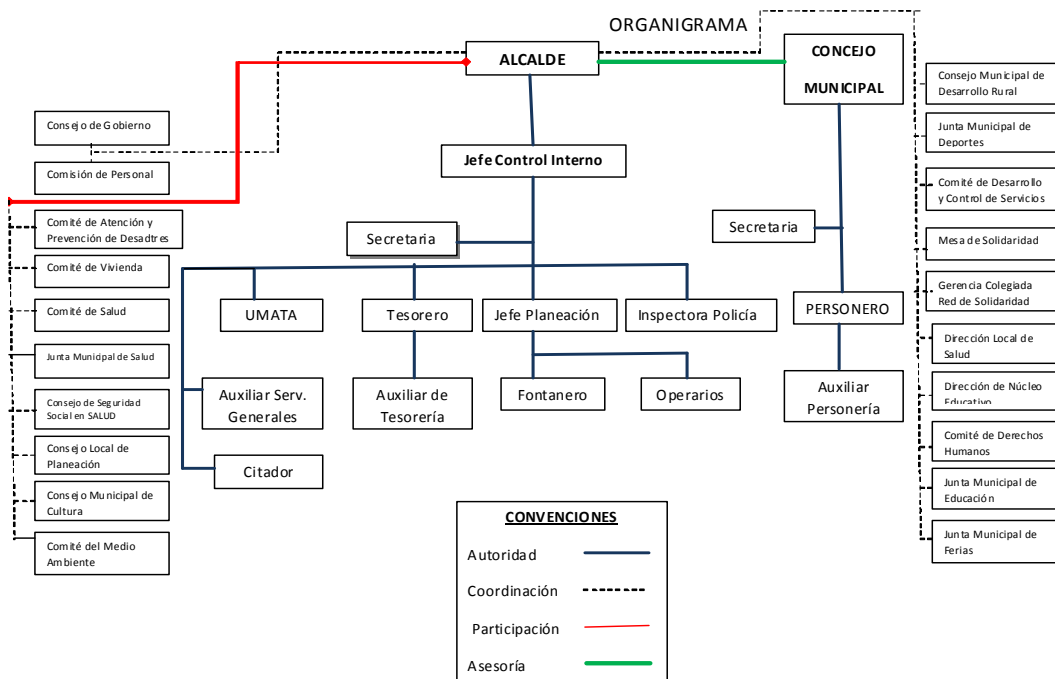 ORGANIGRAMA
ALCALDE
CONCEJO
MUNICIPAL
Consejo de Gobierno
Comisión de Personal
Comité de Atención y
Prevención de Desadtres
Comité de Vivienda
Comité de Salud
Junta Municipal de Salud
Consejo de Seguridad
Social en SALUD
Consejo Local de
Planeación
Consejo Municipal de
Cultura
Comité del Medio
Ambiente
Jefe Control Interno
Secretaria
UMATA
Tesorero
Jefe Planeación
Inspectora Policía
Auxiliar Serv.
Generales
Auxiliar de
Tesorería
Fontanero
Operarios
Citador
Secretaria
PERSONERO
Auxiliar
Personería
Consejo Municipal de
Desarrollo Rural
Junta Municipal de
Deportes
Comité de Desarrollo
y Control de Servicios
Mesa de Solidaridad
Gerencia Colegiada
Red de Solidaridad
Dirección Local de
Salud
Dirección de Núcleo
Educativo
Comité de Derechos
Humanos
Junta Municipal de
Educación
Junta Municipal de
Ferias
CONVENCIONES
Autoridad
Coordinación
Participación
Asesoría